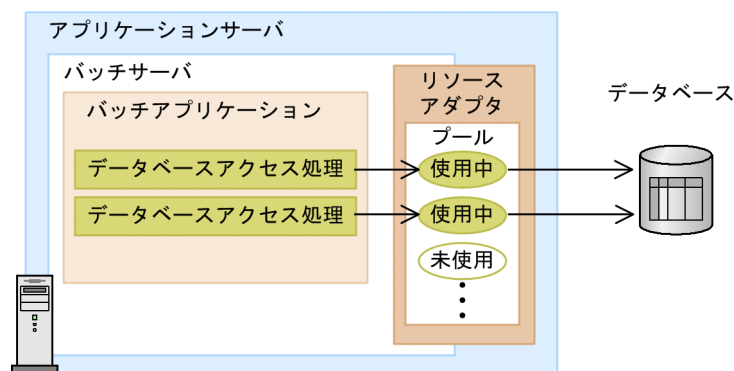 アプリケーションサーバ
バッチサーバ
バッチアプリケーション
データベースアクセス処理
データベースアクセス処理
リソース
アダプタ
プール
使用中
使用中
未使用
データベース